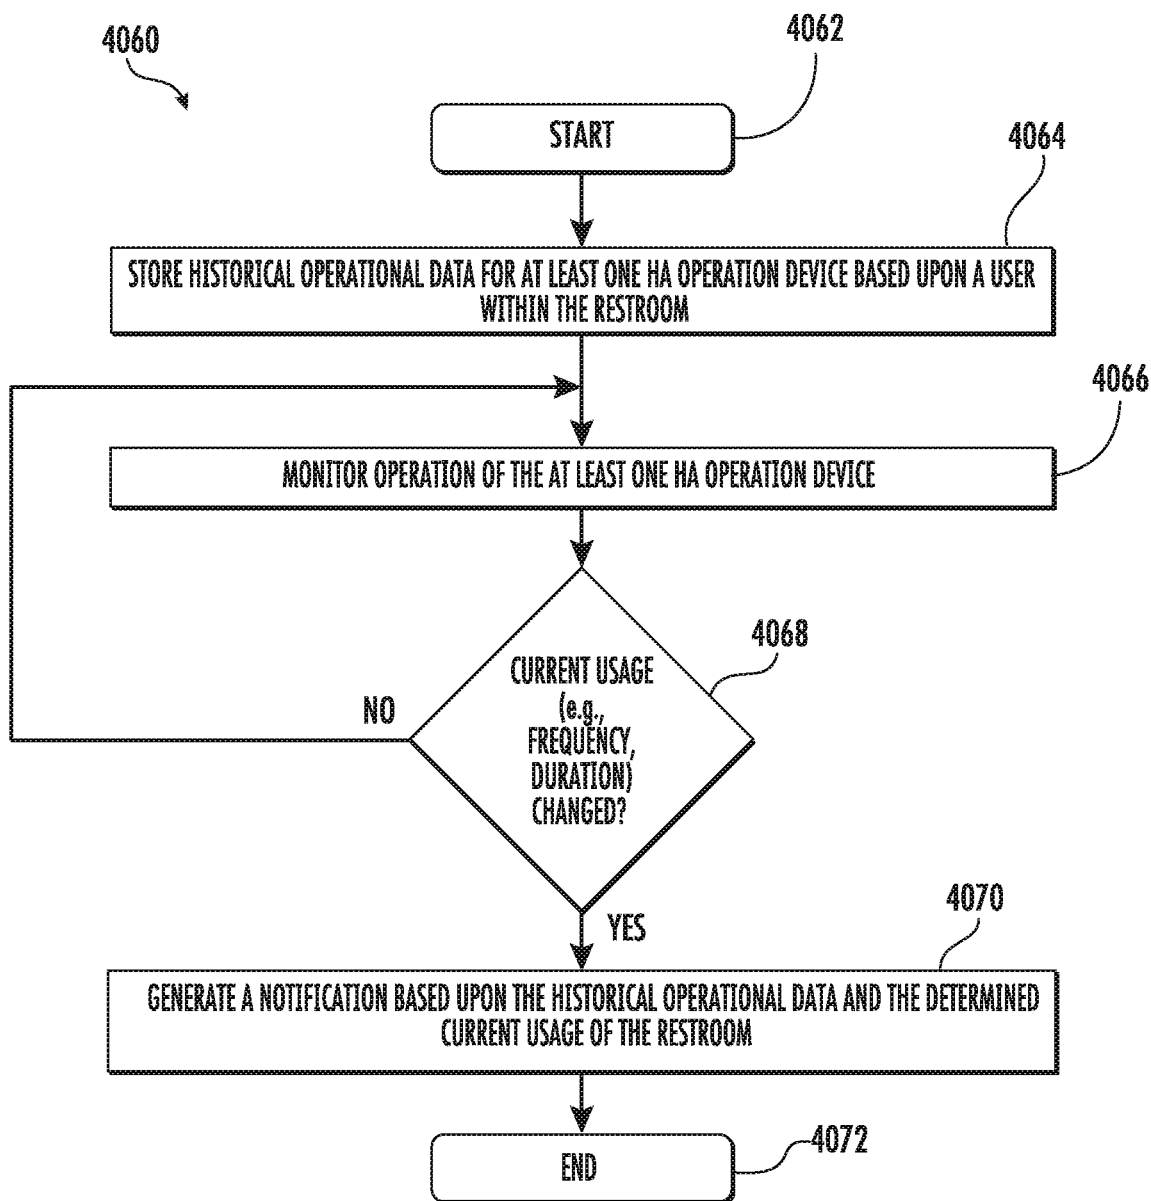 4060
4062
START
4064
STORE HISTORICAL OPERATIONAL DATA FOR AT LEAST ONE HA OPERATION DEVICE BASED UPON A USER
WITHIN THE RESTROOM
4066
MONITOR OPERATION OF THE AT LEAST ONE HA OPERATION DEVICE
4068
CURRENT USAGE
(e.g.,
FREQUENCY,
DURATION)
CHANGED?
NO
YES
4070
GENERATE A NOTIFICATION BASED UPON THE HISTORICAL OPERATIONAL DATA AND THE DETERMINED
CURRENT USAGE OF THE RESTROOM
4072
END